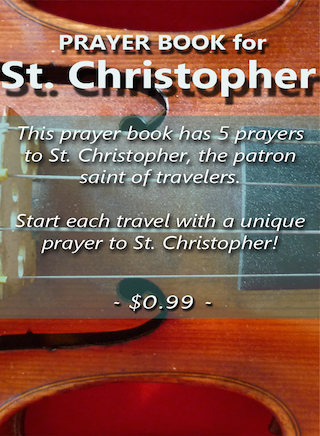 PRAYER BOOK for
St. Christopher
This prayer book has 5 prayers
to St. Christopher, the patron
saint of travelers.
Start each travel with a unique
prayer to St. Christopher!
- $0.99 -